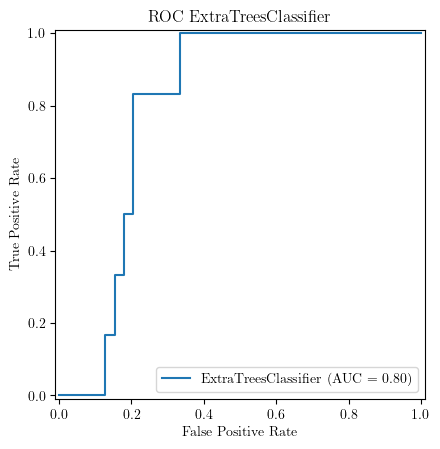 ROC ExtraTreesClassifier
1.0
0.8
0.6
0.4
0.2
0.0
True Positive Rate
ExtraTreesClassifier (AUC = 0.80)
0.0 0.2 0.4 0.6 0.8 1.0
False Positive Rate